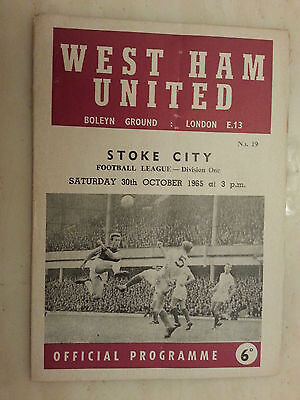 WEST HAM
UNITED
BOLEYN GROUND : LONDON E.13
No. 19
STOKE CITY
FOOTBALL LEAGUE — Division One
SATURDAY 30th OCTOBER 1965 at 3 p.m.
5
OFFICIAL PROGRAMME 6D